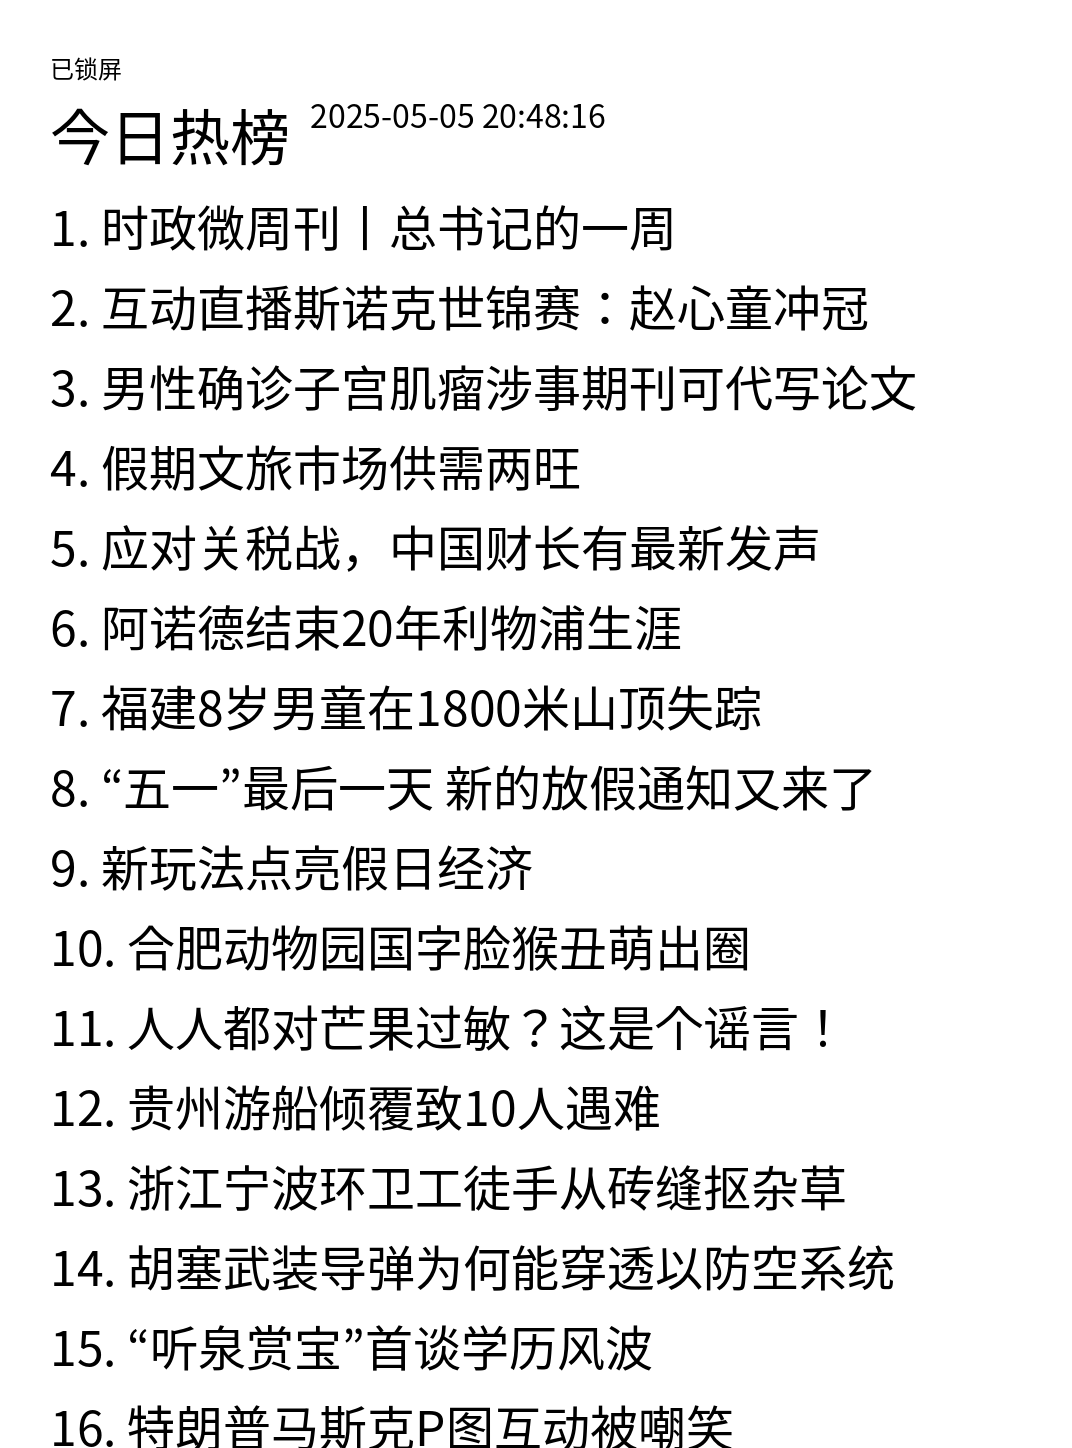 已锁屏
今日热榜 2025-05-05 20:48:16
1. 时政微周刊丨总书记的一周
2. 互动直播斯诺克世锦赛：赵心童冲冠
3. 男性确诊子宫肌瘤涉事期刊可代写论文
4. 假期文旅市场供需两旺
5. 应对关税战，中国财长有最新发声
6. 阿诺德结束20年利物浦生涯
7. 福建8岁男童在1800米山顶失踪
8. “五一”最后一天 新的放假通知又来了
9. 新玩法点亮假日经济
10. 合肥动物园国字脸猴丑萌出圈
11. 人人都对芒果过敏？这是个谣言！
12. 贵州游船倾覆致10人遇难
13. 浙江宁波环卫工徒手从砖缝抠杂草
14. 胡塞武装导弹为何能穿透以防空系统
15. “听泉赏宝”首谈学历风波
16. 特朗普马斯克P图互动被嘲笑